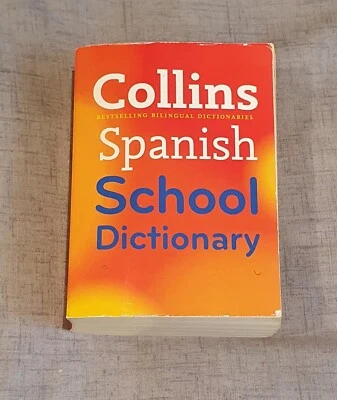 Collins
BESTSELLING BILINGUAL DICTIONARIES
Spanish
School
Dictionary